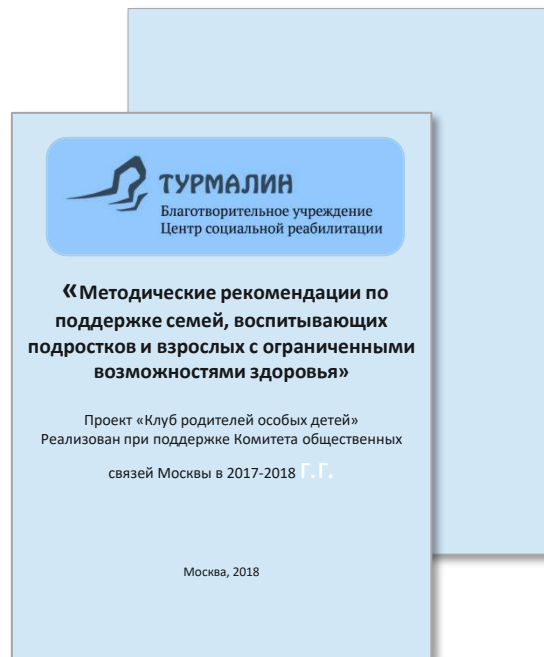 ТУРМАЛИН
Благотворительное учреждение
Центр социальной реабилитации
«Методические рекомендации по
поддержке семей, воспитывающих
подростков и взрослых с ограниченными
возможностями здоровья»
Проект «Клуб родителей особых детей»
Реализован при поддержке Комитета общественных
связей Москвы в 2017-2018 г.г.
Москва, 2018